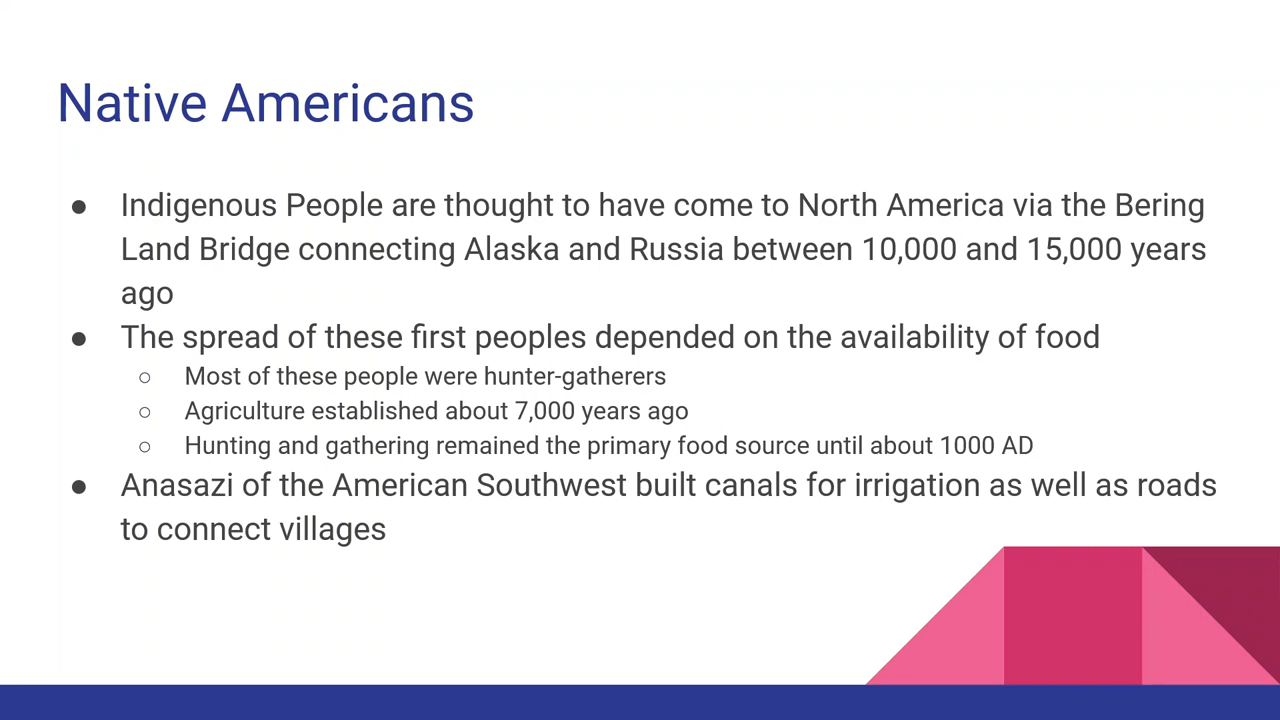 Native Americans
● Indigenous People are thought to have come to North America via the Bering
Land Bridge connecting Alaska and Russia between 10,000 and 15,000 years
ago
● The spread of these first peoples depended on the availability of food
○ Most of these people were hunter-gatherers
○ Agriculture established about 7,000 years ago
○ Hunting and gathering remained the primary food source until about 1000 AD
● Anasazi of the American Southwest built canals for irrigation as well as roads
to connect villages